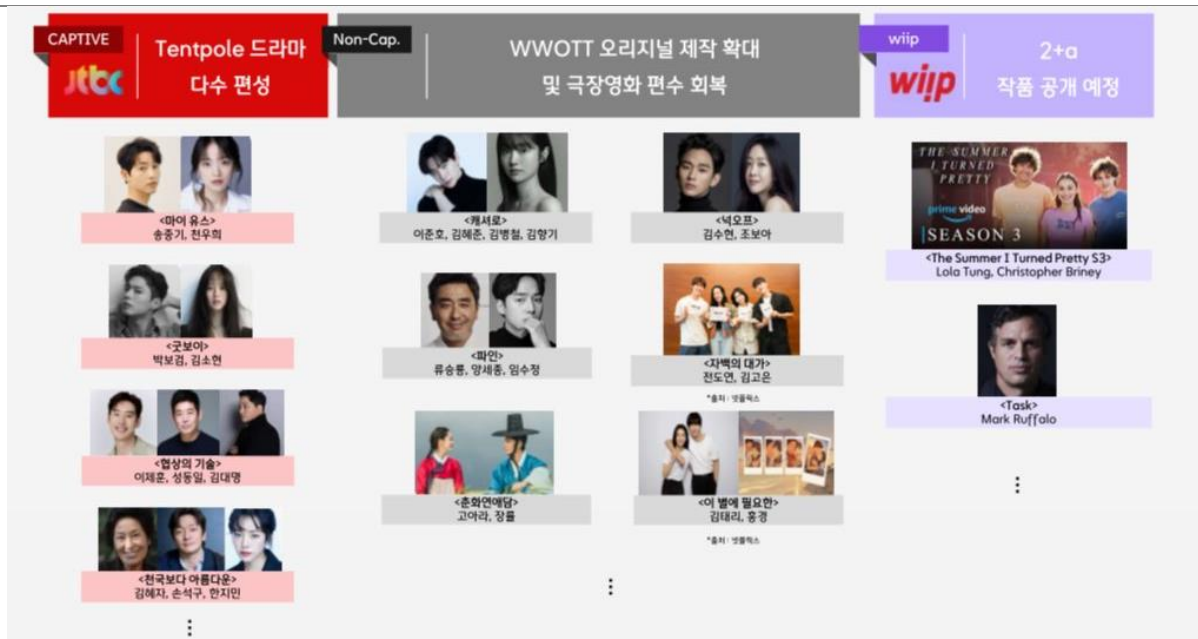 CAPTIVE
jtbc
Tentpole 드라마
다수 편성
Non-Cap.
WWOTT 오리지널 제작 확대
및 극장영화 편수 회복
wiip
wiip
2+a
작품 공개 예정
<마이 유스>
송중기, 천우희
<굿보이>
박보검, 김소현
<협상의 기술>
이제훈, 성동일, 김대명
<천국보다 아름다운>
김혜자, 손석구, 한지민
⋮
<캐셔로>
이준호, 김혜준, 김병철, 김향기
<파인>
류승룡, 양세종, 임수정
<춘화연애담>
고아라, 장률
<넉오프>
김수현, 조보아
<자백의 대가>
전도연, 김고은
*출처: 넷플릭스
<이 별에 필요한>
김태리, 홍경
*출처: 넷플릭스
⋮
THE SUMMER
I TURNED
PRETTY
prime video
SEASON 3
<The Summer I Turned Pretty S3>
Lola Tung, Christopher Briney
<Task>
Mark Ruffalo
⋮